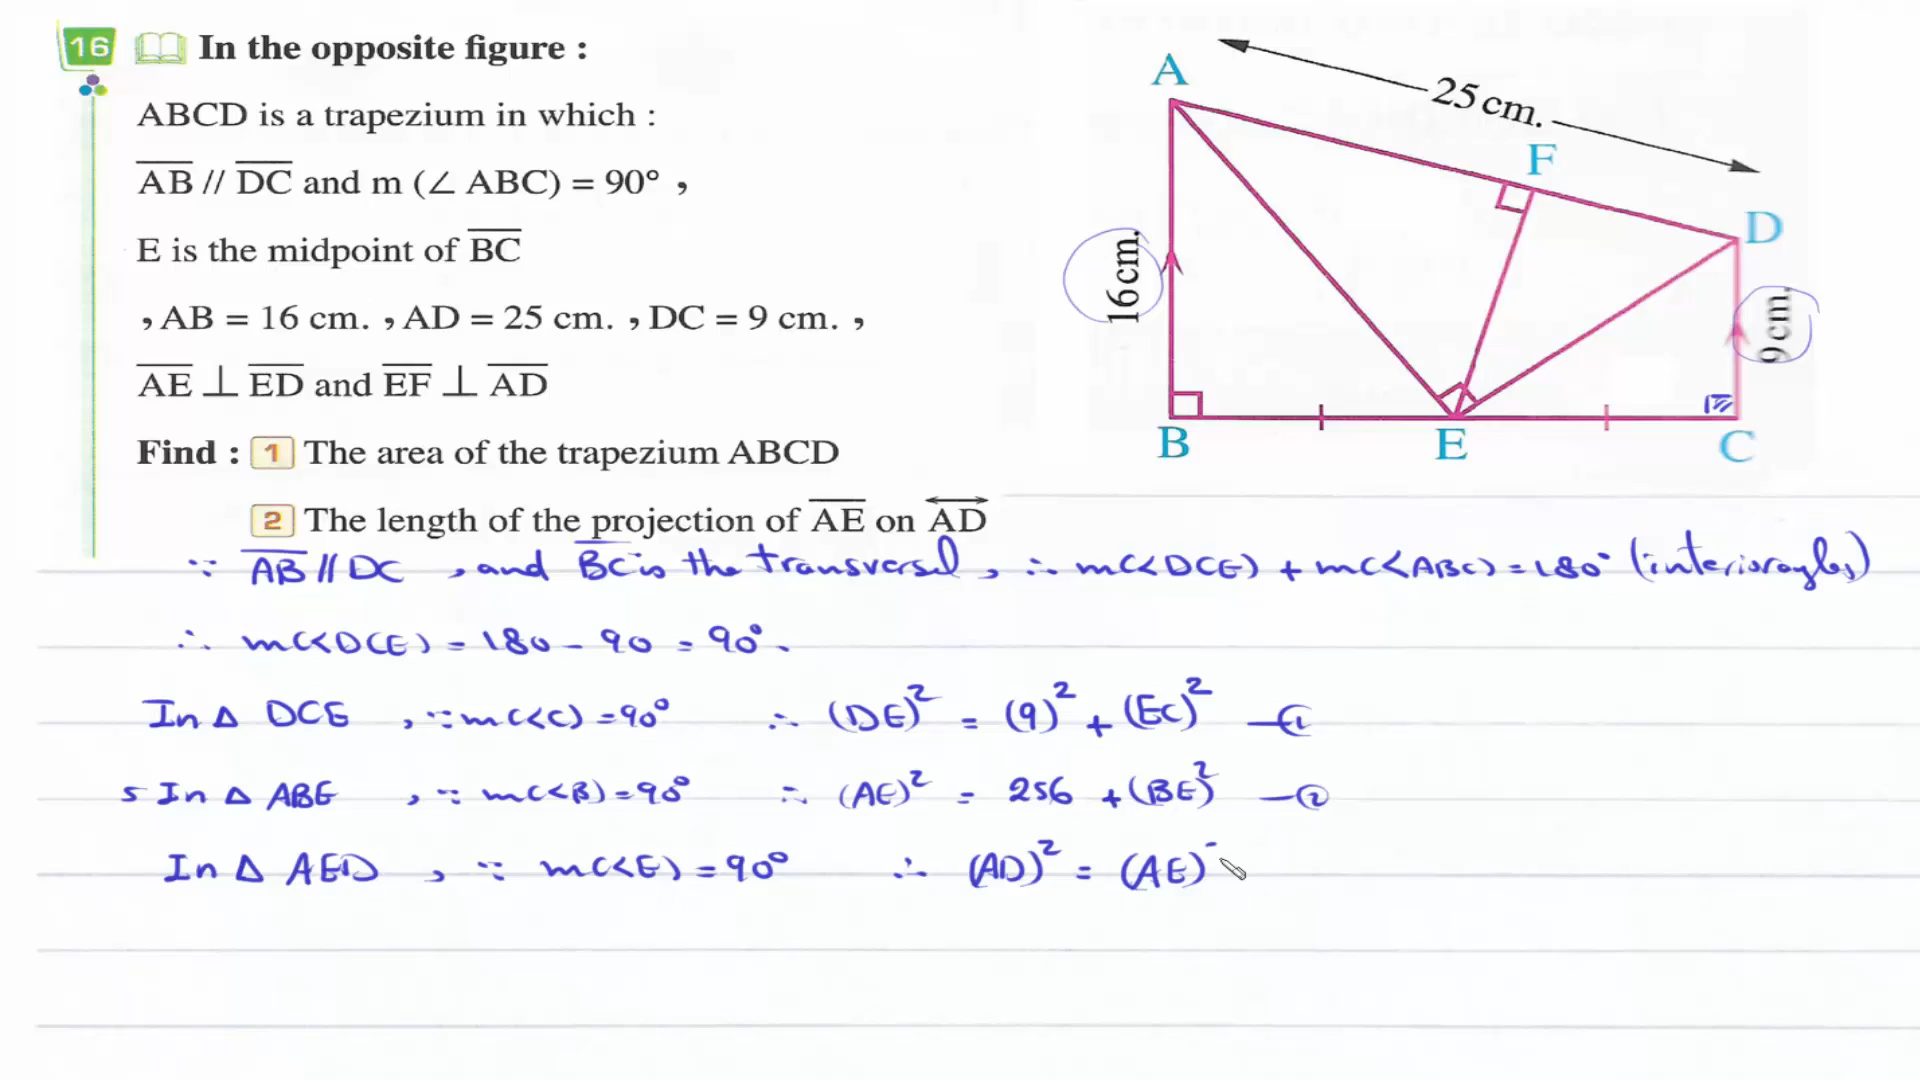 16 In the opposite figure :
ABCD is a trapezium in which :
AB // DC and m (∠ ABC) = 90° ,
E is the midpoint of BC
, AB = 16 cm. , AD = 25 cm. , DC = 9 cm. ,
AE ⊥ ED and EF ⊥ AD
Find : 1 The area of the trapezium ABCD
2 The length of the projection of AE on AD
A
25 cm.
F
D
16 cm.
9 cm.
B
E
C
∵ AB // DC , and BC is the transversal , ∴ m(<DCE) + m(<ABC) = 180° (interior angles)
∴ m(<DCE) = 180 - 90 = 90°.
In Δ DCE , ∵ m(<C) = 90° ∴ (DE)² = (9)² + (EC)² —①
, In Δ ABE , ∵ m(<B) = 90° ∴ (AE)² = 256 + (BE)² —②
In Δ AED , ∵ m(<E) = 90° ∴ (AD)² = (AE)